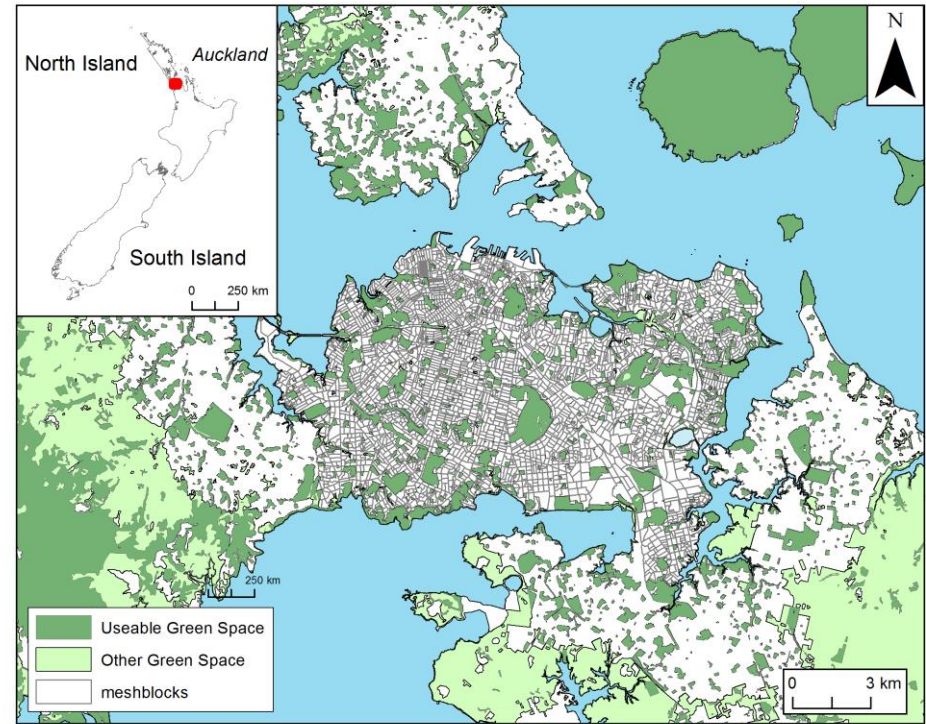 North Island
Auckland
South Island
0 250 km
N
250 km
Useable Green Space
Other Green Space
meshblocks
0 3 km